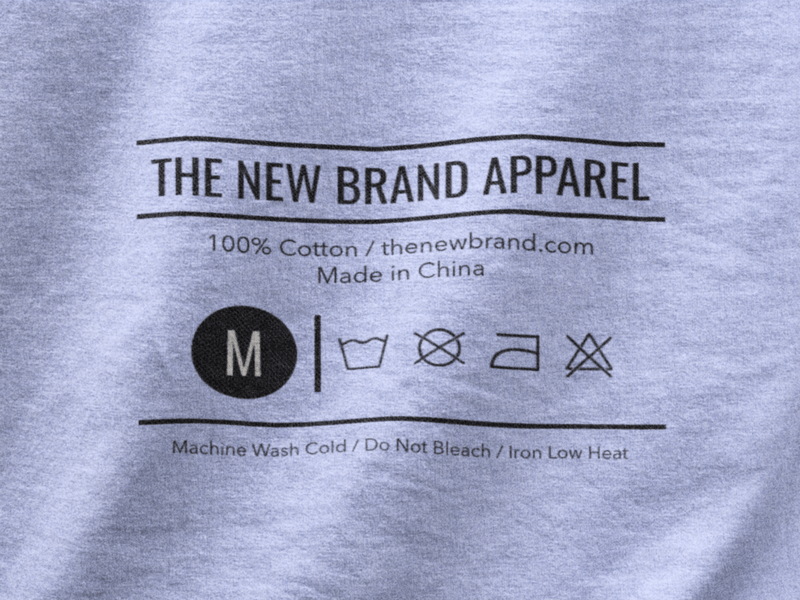 THE NEW BRAND APPAREL
100% Cotton / thenewbrand.com
Made in China
M
Machine Wash Cold / Do Not Bleach / Iron Low Heat